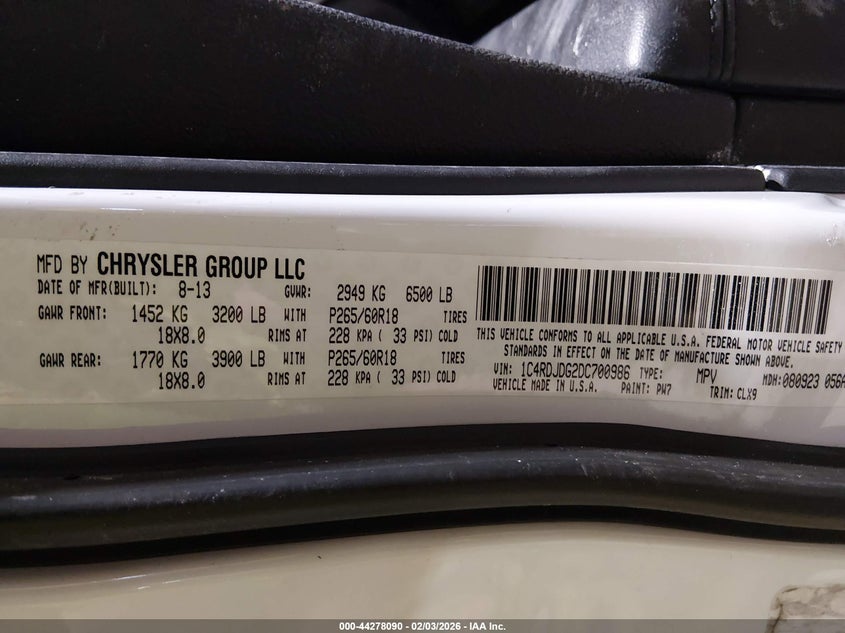 MFD BY CHRYSLER GROUP LLC
DATE OF MFR(BUILT): 8-13 GVWR: 2949 KG 6500 LB
GAWR FRONT: 1452 KG 3200 LB WITH P265/60R18 TIRES
18X8.0 RIMS AT 228 KPA ( 33 PSI) COLD
GAWR REAR: 1770 KG 3900 LB WITH P265/60R18 TIRES
18X8.0 RIMS AT 228 KPA ( 33 PSI) COLD
THIS VEHICLE CONFORMS TO ALL APPLICABLE U.S.A. FEDERAL MOTOR VEHICLE SAFETY
STANDARDS IN EFFECT ON THE DATE OF MANUFACTURE SHOWN ABOVE.
VIN: 1C4RDJDG2DC700986 TYPE: MPV MDH: 080923 056A
VEHICLE MADE IN U.S.A. PAINT: PW7 TRIM: CLX9
000-44278090 - 02/03/2026 - IAA Inc.